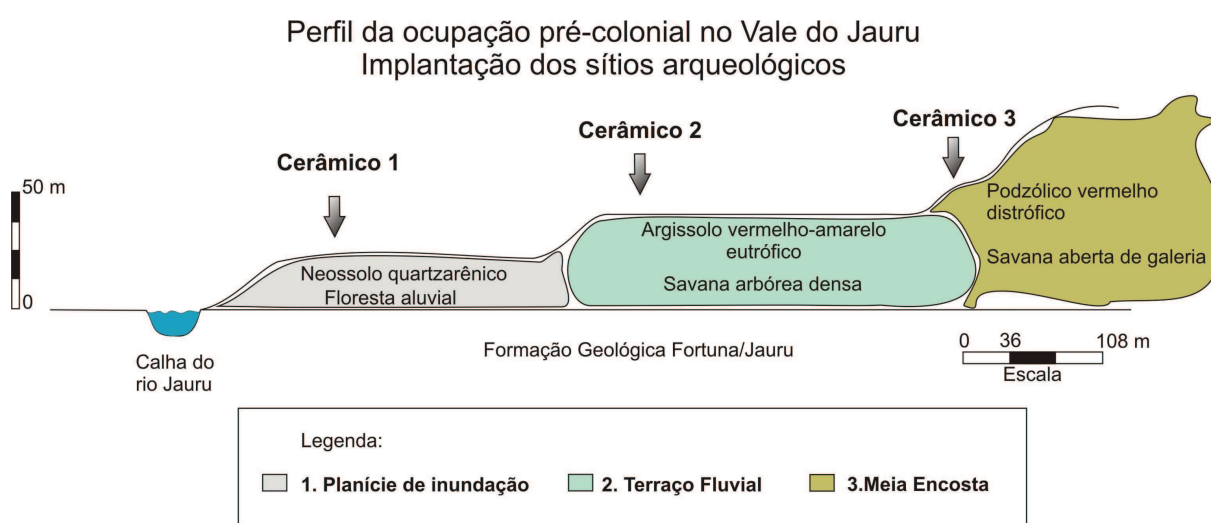 Perfil da ocupação pré-colonial no Vale do Jauru
Implantação dos sítios arqueológicos
Cerâmico 1
Cerâmico 2
Cerâmico 3
50 m
0
Neossolo quartzarênico
Floresta aluvial
Argissolo vermelho-amarelo
eutrófico
Savana arbórea densa
Podzólico vermelho
distrófico
Savana aberta de galeria
Calha do
rio Jauru
Formação Geológica Fortuna/Jauru
0 36 108 m
Escala
Legenda:
1. Planície de inundação
2. Terraço Fluvial
3.Meia Encosta